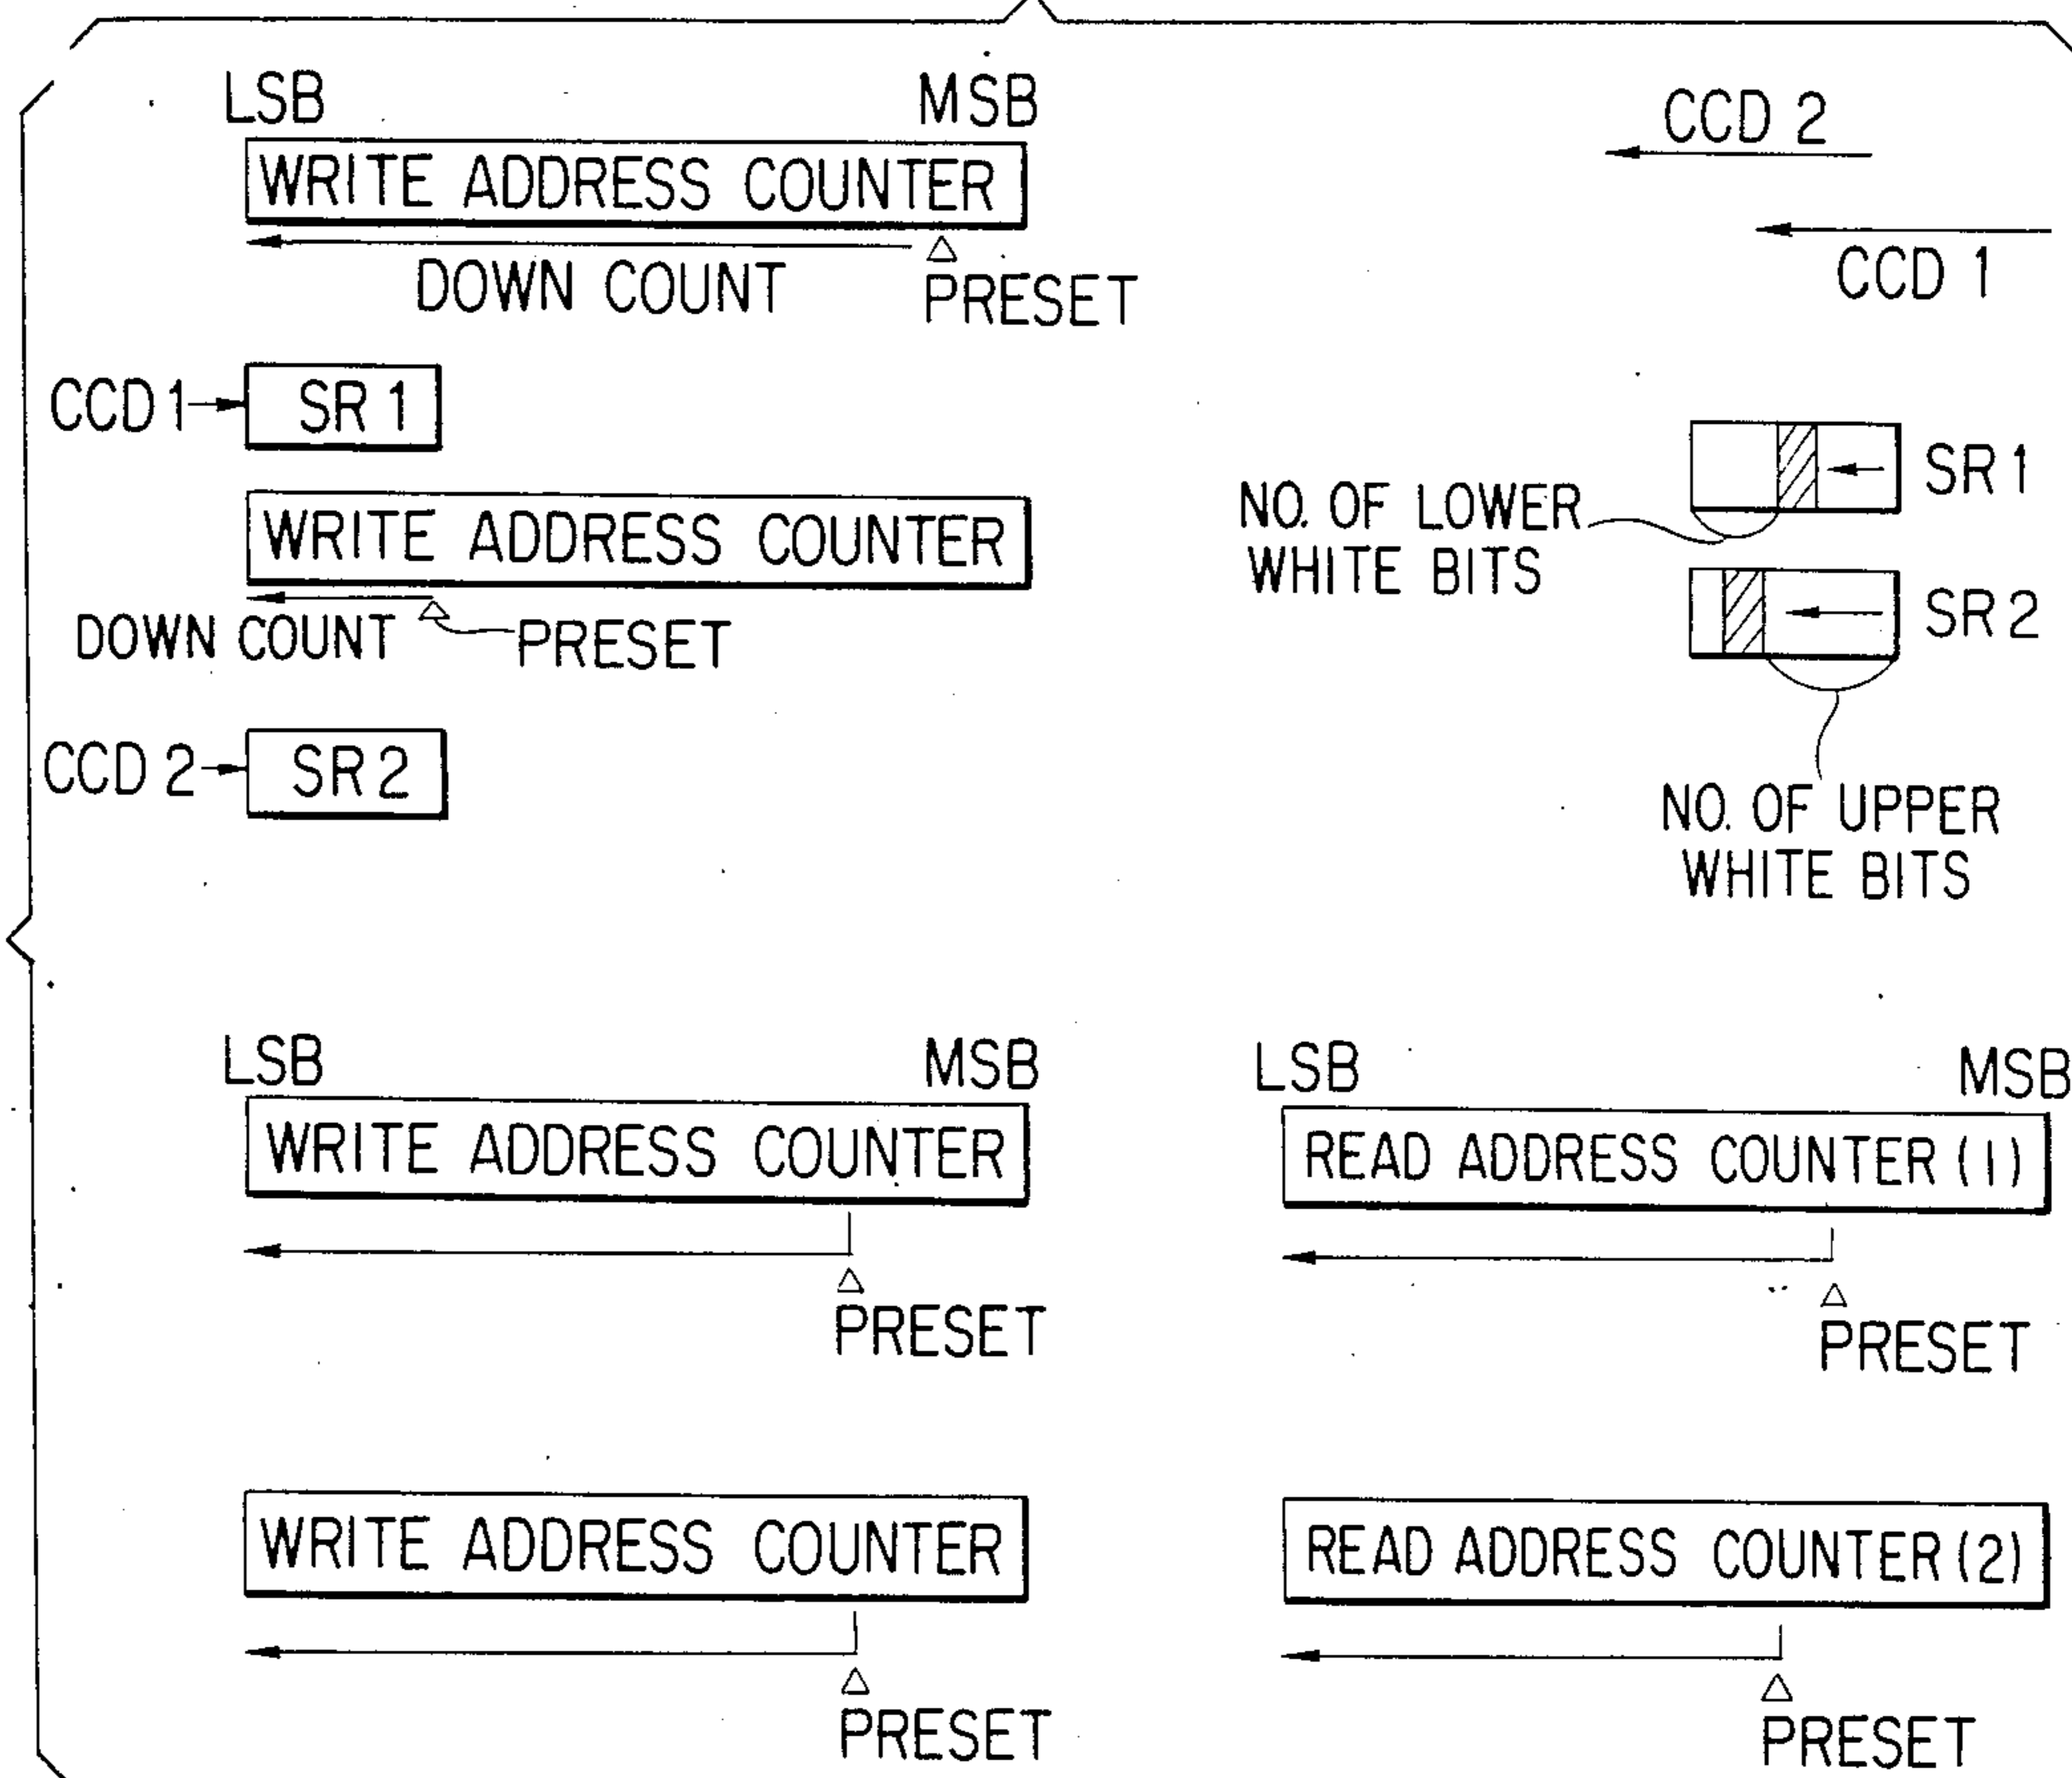 LSB MSB
WRITE ADDRESS COUNTER
DOWN COUNT PRESET
CCD 2
CCD 1
CCD 1 SR 1
WRITE ADDRESS COUNTER
DOWN COUNT PRESET
CCD 2 SR 2
SR 1
NO. OF LOWER
WHITE BITS
SR 2
NO. OF UPPER
WHITE BITS
LSB MSB
WRITE ADDRESS COUNTER
PRESET
LSB MSB
READ ADDRESS COUNTER (1)
PRESET
WRITE ADDRESS COUNTER
PRESET
READ ADDRESS COUNTER (2)
PRESET